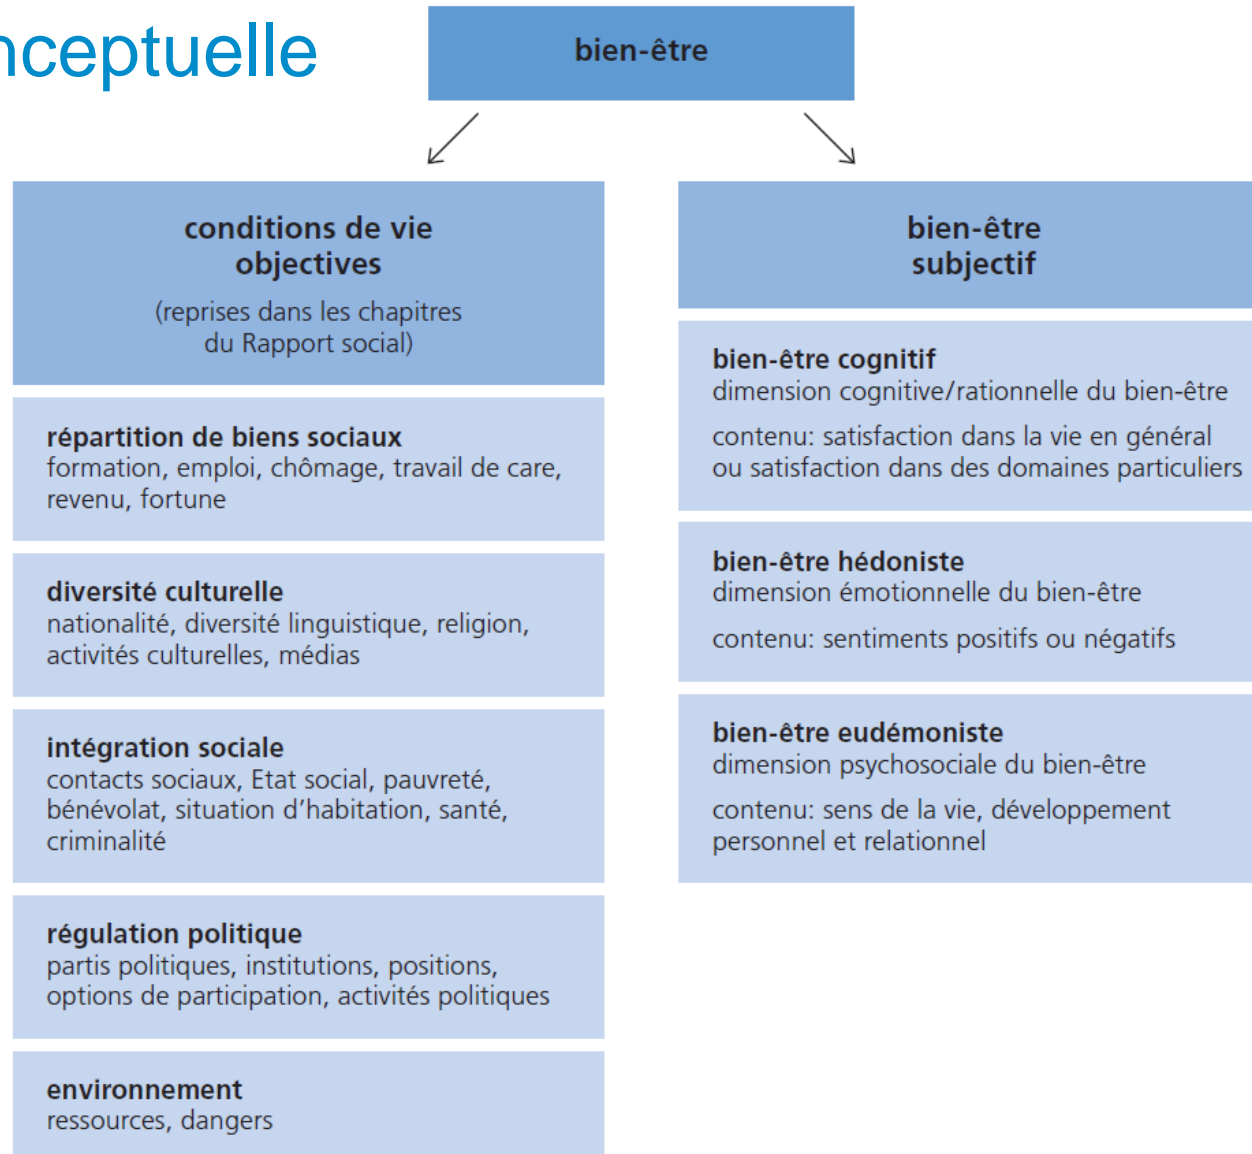 nceptuelle
bien-être
conditions de vie
objectives
(reprises dans les chapitres
du Rapport social)
répartition de biens sociaux
formation, emploi, chômage, travail de care,
revenu, fortune
diversité culturelle
nationalité, diversité linguistique, religion,
activités culturelles, médias
intégration sociale
contacts sociaux, Etat social, pauvreté,
bénévolat, situation d’habitation, santé,
criminalité
régulation politique
partis politiques, institutions, positions,
options de participation, activités politiques
environnement
ressources, dangers
bien-être
subjectif
bien-être cognitif
dimension cognitive/rationnelle du bien-être
contenu: satisfaction dans la vie en général
ou satisfaction dans des domaines particuliers
bien-être hédoniste
dimension émotionnelle du bien-être
contenu: sentiments positifs ou négatifs
bien-être eudémoniste
dimension psychosociale du bien-être
contenu: sens de la vie, développement
personnel et relationnel